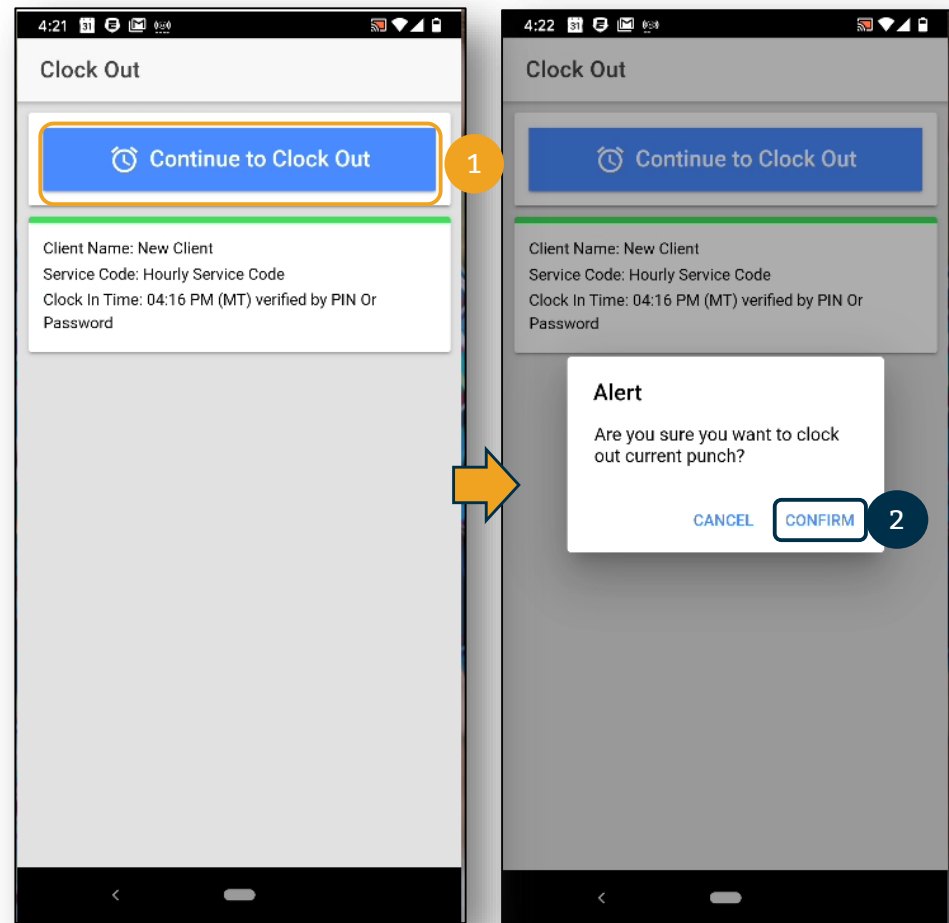 4:21
Clock Out
Continue to Clock Out
1
Client Name: New Client
Service Code: Hourly Service Code
Clock In Time: 04:16 PM (MT) verified by PIN Or
Password
4:22
Clock Out
Continue to Clock Out
Client Name: New Client
Service Code: Hourly Service Code
Clock In Time: 04:16 PM (MT) verified by PIN Or
Password
Alert
Are you sure you want to clock
out current punch?
CANCEL CONFIRM 2